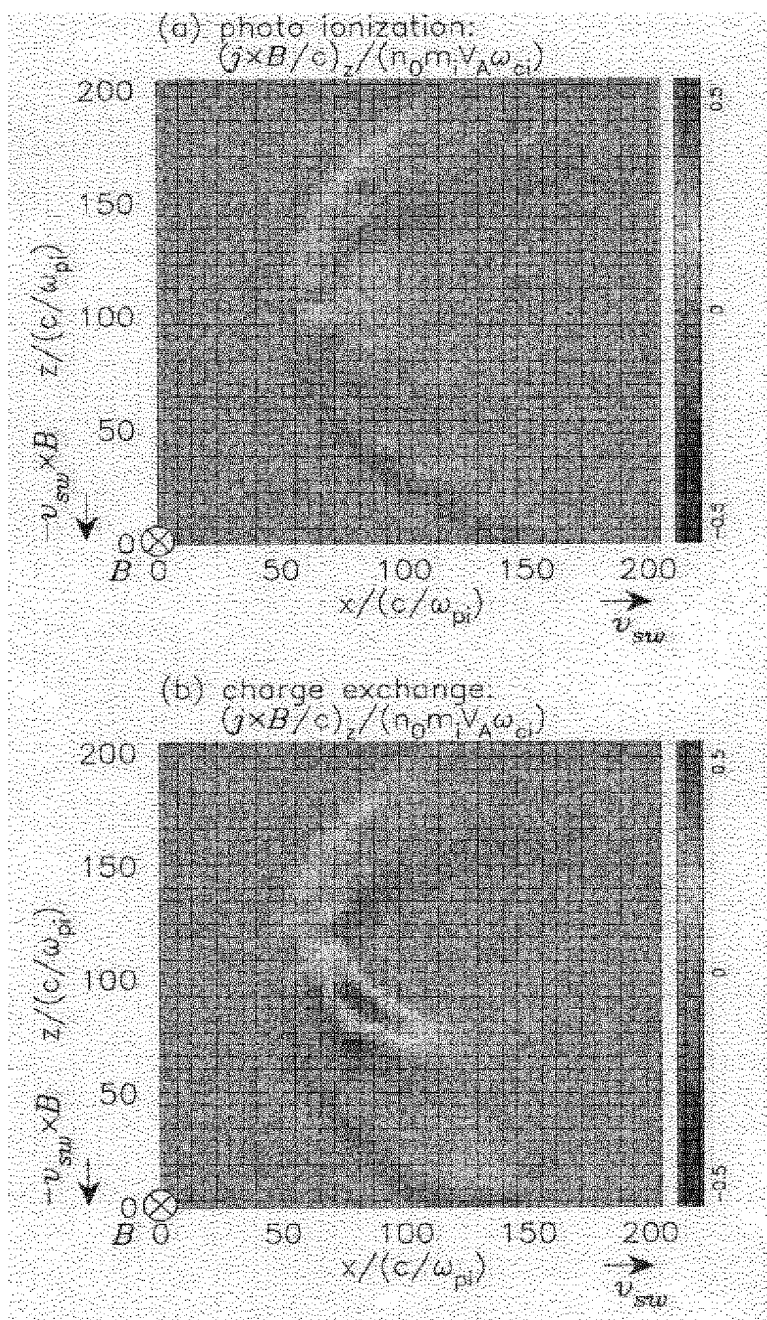 (a) photo ionization:
(j×B/c)z/(n0miVAωci)
200
150
100
50
0
z/(c/ωpi)
-vsw×B
B
0 50 100 150 200
x/(c/ωpi)
vsw
0.5
0
-0.5
(b) charge exchange:
(j×B/c)z/(n0miVAωci)
200
150
100
50
0
z/(c/ωpi)
-vsw×B
B
0 50 100 150 200
x/(c/ωpi)
vsw
0.5
0
-0.5